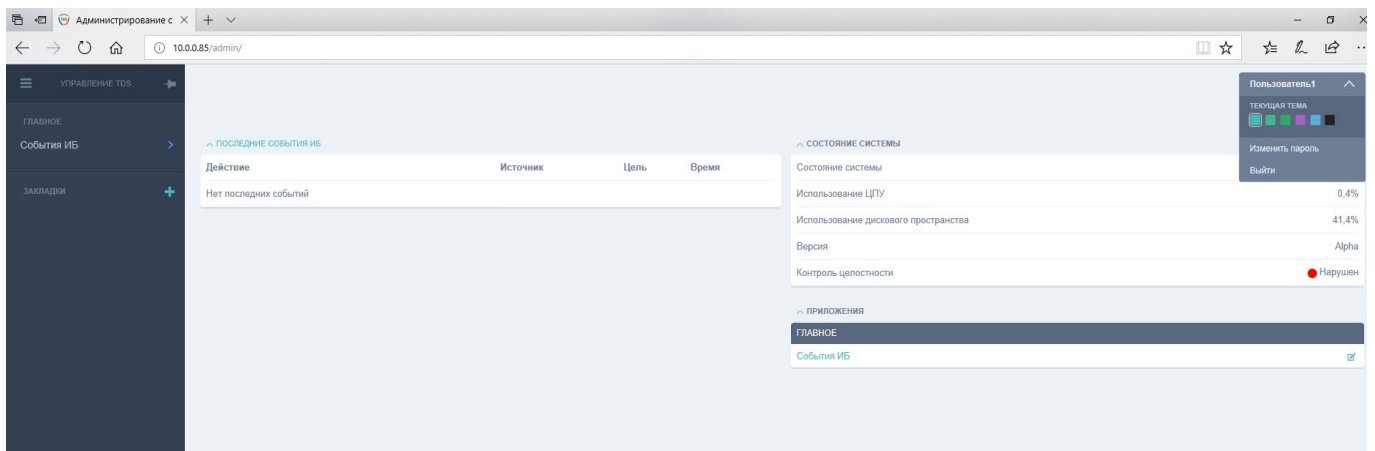 Администрирование с
10.0.0.85/admin/
УПРАВЛЕНИЕ TDS
ГЛАВНОЕ
События ИБ
ЗАКЛАДКИ
ПОСЛЕДНИЕ СОБЫТИЯ ИБ
Действие Источник Цель Время
Нет последних событий
СОСТОЯНИЕ СИСТЕМЫ
Состояние системы
Использование ЦПУ 0,4%
Использование дискового пространства 41,4%
Версия Alpha
Контроль целостности Нарушен
ПРИЛОЖЕНИЯ
ГЛАВНОЕ
События ИБ
Пользователь1
ТЕКУЩАЯ ТЕМА
Изменить пароль
Выйти